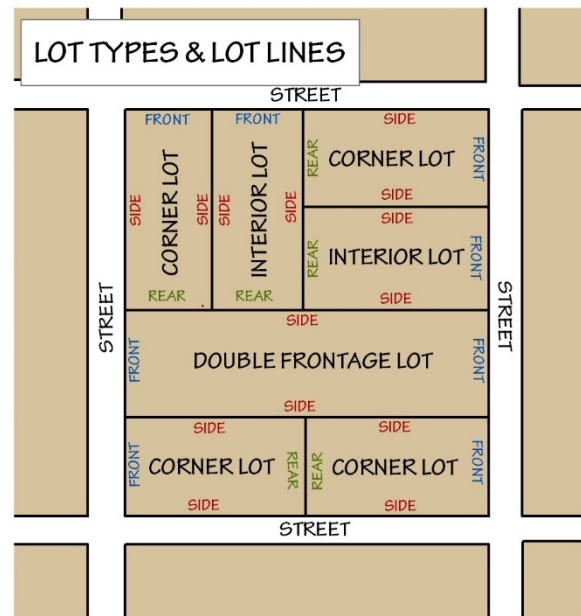 LOT TYPES & LOT LINES
STREET
FRONT
FRONT
SIDE
SIDE
CORNER LOT
SIDE
SIDE
INTERIOR LOT
SIDE
REAR
CORNER LOT
FRONT
SIDE
SIDE
REAR
INTERIOR LOT
FRONT
REAR
REAR
SIDE
STREET
STREET
SIDE
FRONT
DOUBLE FRONTAGE LOT
FRONT
SIDE
SIDE
SIDE
FRONT
CORNER LOT
REAR
REAR
CORNER LOT
FRONT
SIDE
SIDE
STREET